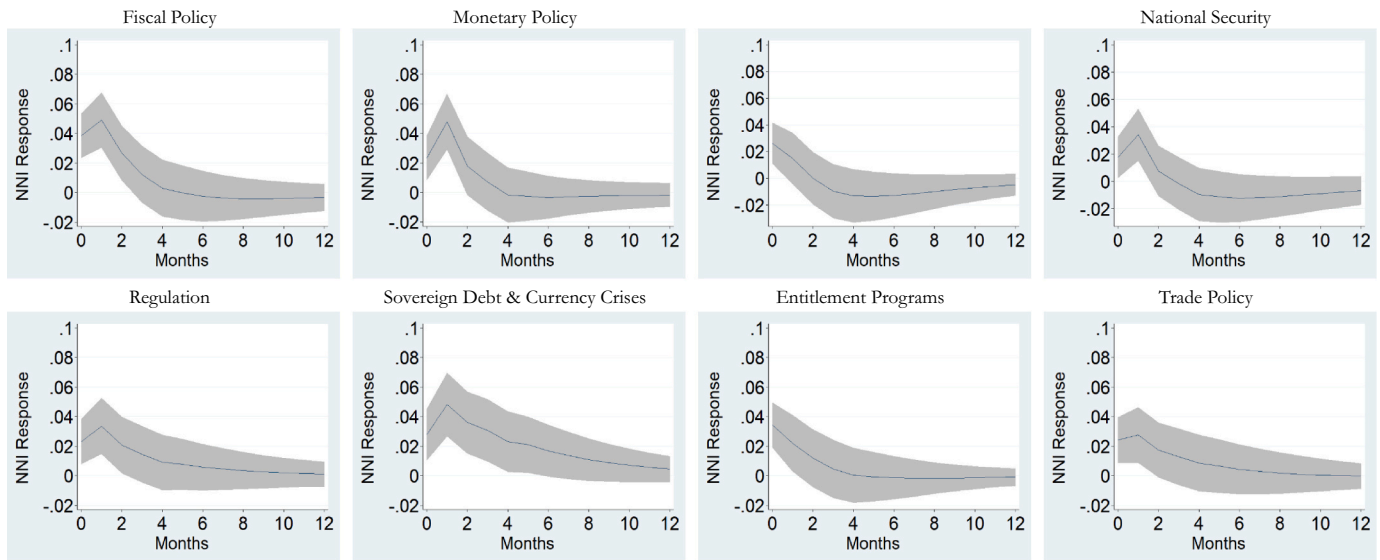 Fiscal Policy
Monetary Policy
National Security
NNI Response
.1
.08
.06
.04
.02
0
-.02
0 2 4 6 8 10 12
Months
NNI Response
.1
.08
.06
.04
.02
0
-.02
0 2 4 6 8 10 12
Months
NNI Response
.1
.08
.06
.04
.02
0
-.02
0 2 4 6 8 10 12
Months
NNI Response
.1
.08
.06
.04
.02
0
-.02
0 2 4 6 8 10 12
Months
Regulation
Sovereign Debt & Currency Crises
Entitlement Programs
Trade Policy
NNI Response
.1
.08
.06
.04
.02
0
-.02
0 2 4 6 8 10 12
Months
NNI Response
.1
.08
.06
.04
.02
0
-.02
0 2 4 6 8 10 12
Months
NNI Response
.1
.08
.06
.04
.02
0
-.02
0 2 4 6 8 10 12
Months
NNI Response
.1
.08
.06
.04
.02
0
-.02
0 2 4 6 8 10 12
Months